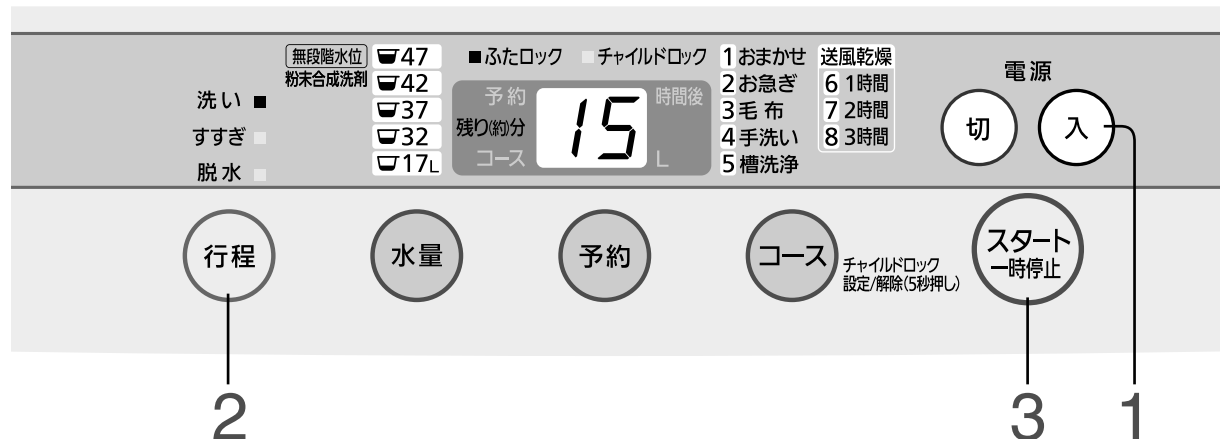 無段階水位
粉末合成洗剤
47
42
37
32
17L
ふたロック
チャイルドロック
洗い
すすぎ
脱水
予約
時間後
残り(約)分
コース
L
15
1 おまかせ
2 お急ぎ
3 毛布
4 手洗い
5 槽洗浄
送風乾燥
6 1時間
7 2時間
8 3時間
電源
切
入
行程
水量
予約
コース
チャイルドロック
設定/解除(5秒押し)
スタート
一時停止
2
3
1